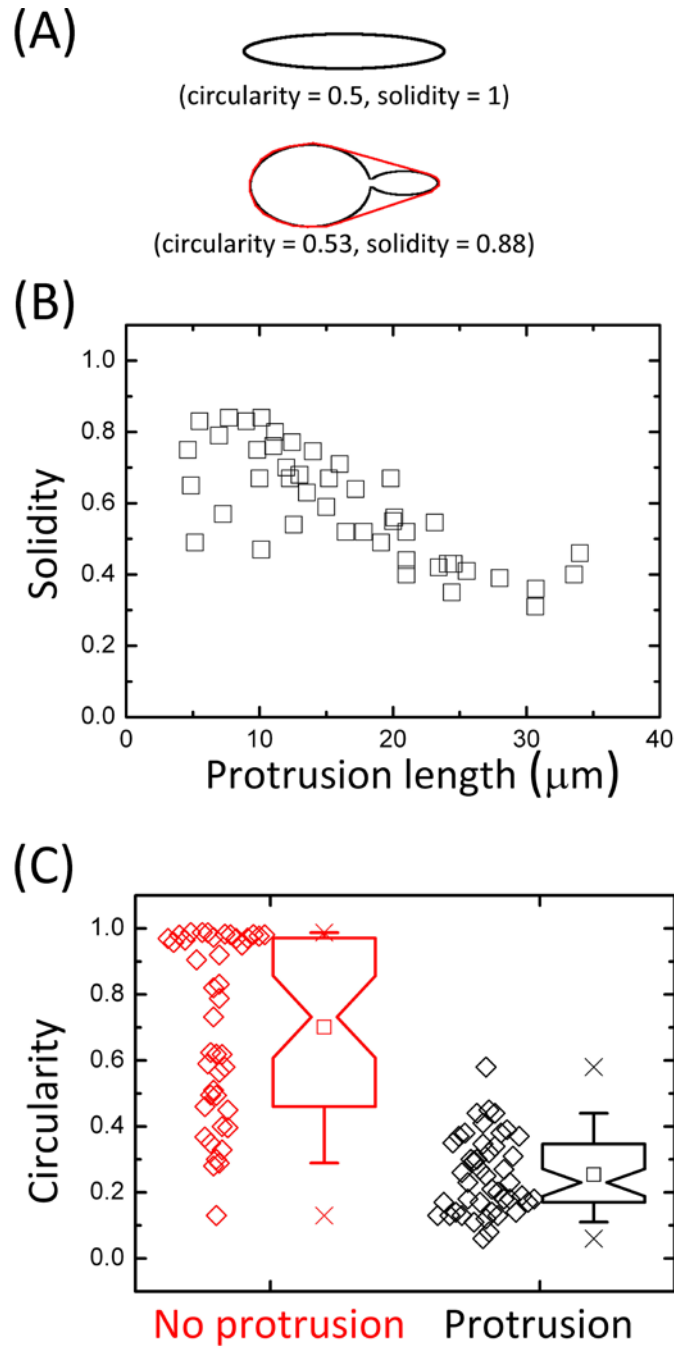 (A)
(circularity = 0.5, solidity = 1)
(circularity = 0.53, solidity = 0.88)
(B)
1.0
0.8
0.6
0.4
0.2
0.0
Solidity
0 10 20 30 40
Protrusion length (μm)
(C)
1.0
0.8
0.6
0.4
0.2
0.0
Circularity
No protrusion Protrusion